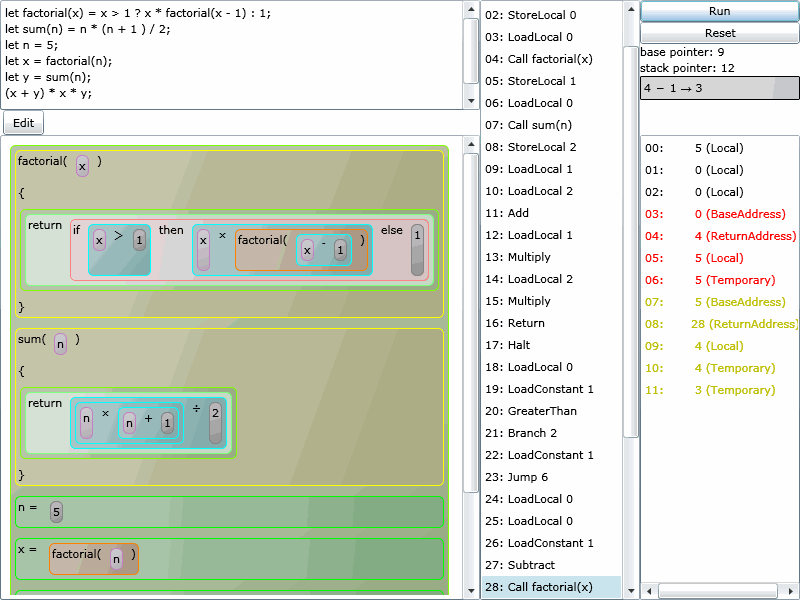 let factorial(x) = x > 1 ? x * factorial(x - 1) : 1;
let sum(n) = n * (n + 1 ) / 2;
let n = 5;
let x = factorial(n);
let y = sum(n);
(x + y) * x * y;
Edit
factorial( x )
{
return if x > 1 then x × factorial( x - 1 ) else 1
}
sum( n )
{
return n × n + 1 ÷ 2
}
n = 5
x = factorial( n )
02: StoreLocal 0
03: LoadLocal 0
04: Call factorial(x)
05: StoreLocal 1
06: LoadLocal 0
07: Call sum(n)
08: StoreLocal 2
09: LoadLocal 1
10: LoadLocal 2
11: Add
12: LoadLocal 1
13: Multiply
14: LoadLocal 2
15: Multiply
16: Return
17: Halt
18: LoadLocal 0
19: LoadConstant 1
20: GreaterThan
21: Branch 2
22: LoadConstant 1
23: Jump 6
24: LoadLocal 0
25: LoadLocal 0
26: LoadConstant 1
27: Subtract
28: Call factorial(x)
Run
Reset
base pointer: 9
stack pointer: 12
4 − 1 → 3
00: 5 (Local)
01: 0 (Local)
02: 0 (Local)
03: 0 (BaseAddress)
04: 4 (ReturnAddress)
05: 5 (Local)
06: 5 (Temporary)
07: 5 (BaseAddress)
08: 28 (ReturnAddress)
09: 4 (Local)
10: 4 (Temporary)
11: 3 (Temporary)